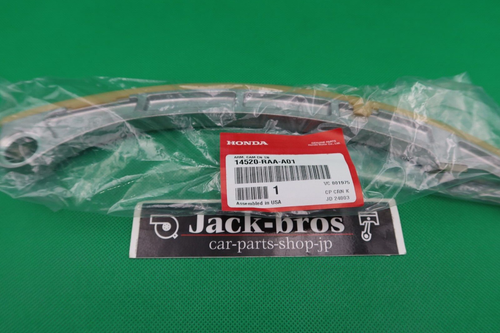 HONDA
14520-RAA-A01
1
Assembled in USA
Jack-bros
car-parts-shop-jp